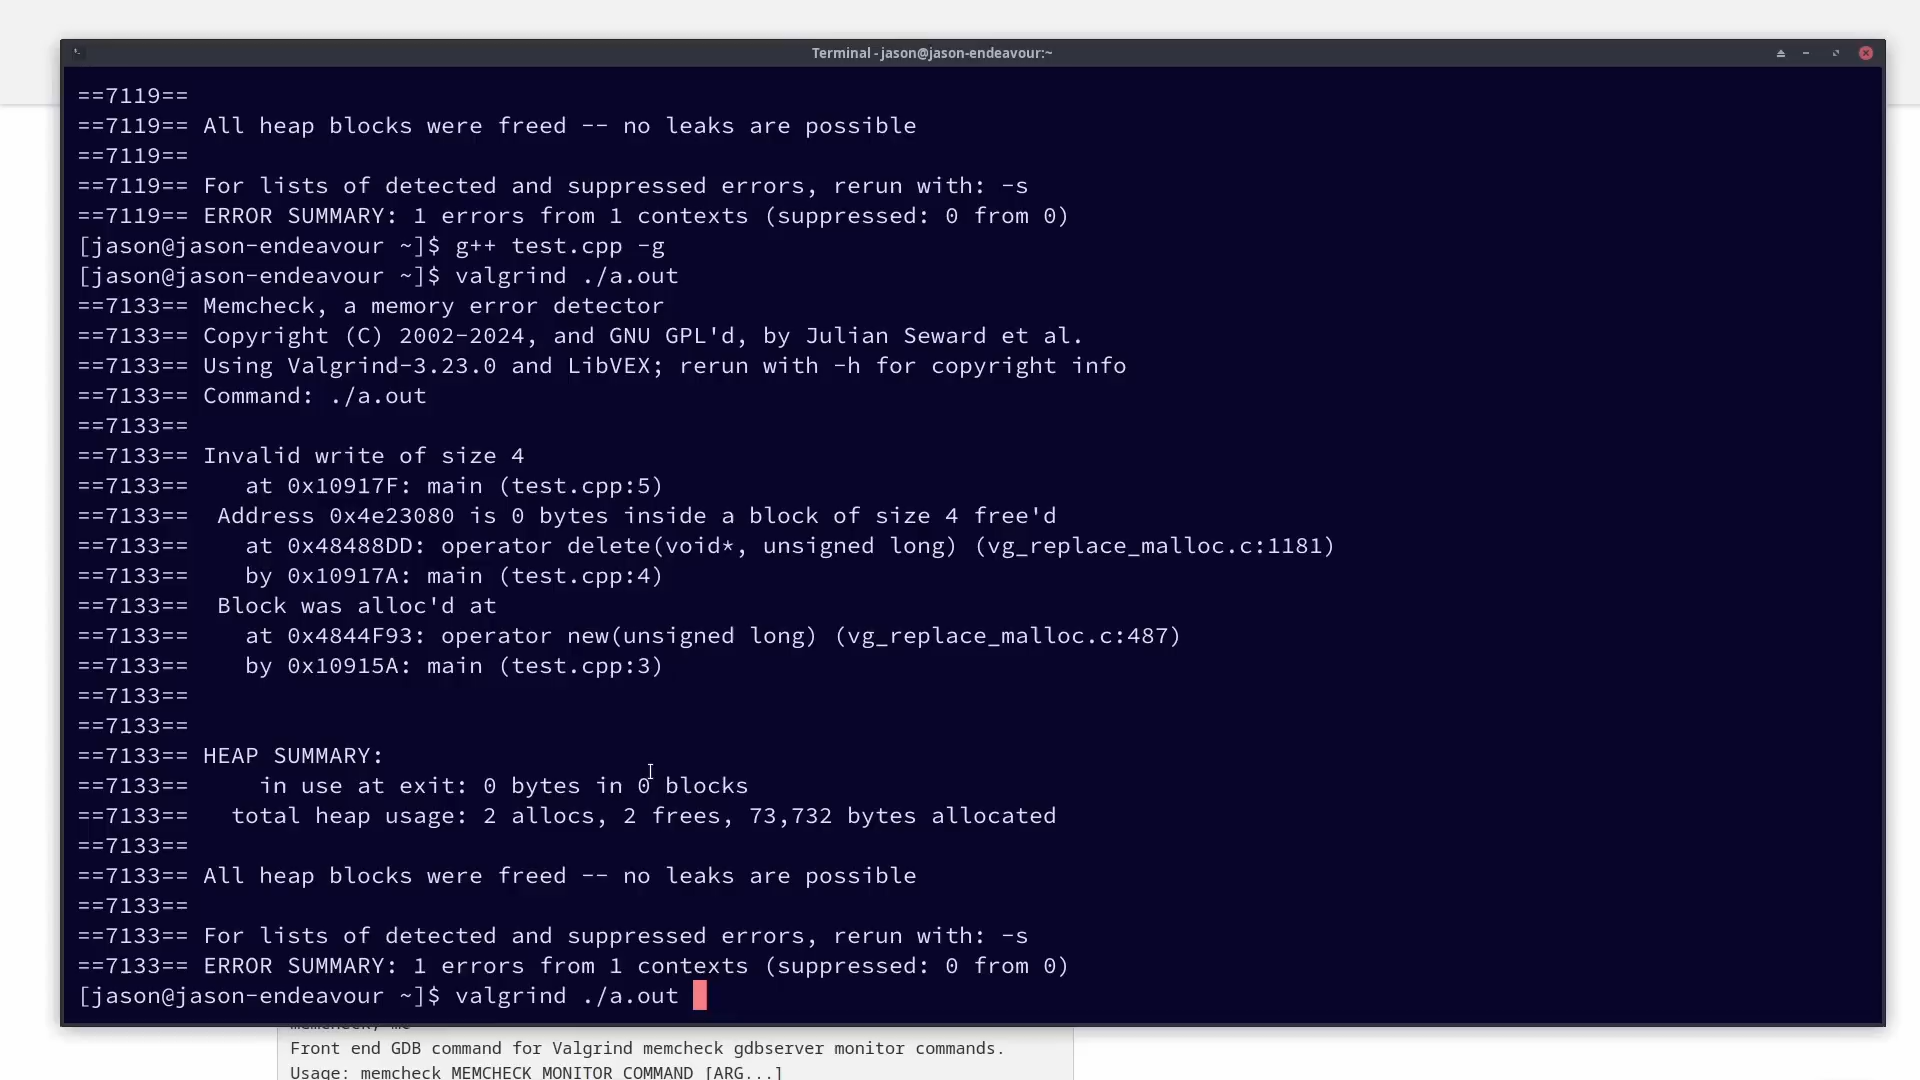 Terminal - jason@jason-endeavour:~
==7119==
==7119== All heap blocks were freed -- no leaks are possible
==7119==
==7119== For lists of detected and suppressed errors, rerun with: -s
==7119== ERROR SUMMARY: 1 errors from 1 contexts (suppressed: 0 from 0)
[jason@jason-endeavour ~]$ g++ test.cpp -g
[jason@jason-endeavour ~]$ valgrind ./a.out
==7133== Memcheck, a memory error detector
==7133== Copyright (C) 2002-2024, and GNU GPL'd, by Julian Seward et al.
==7133== Using Valgrind-3.23.0 and LibVEX; rerun with -h for copyright info
==7133== Command: ./a.out
==7133==
==7133== Invalid write of size 4
==7133==    at 0x10917F: main (test.cpp:5)
==7133==  Address 0x4e23080 is 0 bytes inside a block of size 4 free'd
==7133==    at 0x48488DD: operator delete(void*, unsigned long) (vg_replace_malloc.c:1181)
==7133==    by 0x10917A: main (test.cpp:4)
==7133==  Block was alloc'd at
==7133==    at 0x4844F93: operator new(unsigned long) (vg_replace_malloc.c:487)
==7133==    by 0x10915A: main (test.cpp:3)
==7133==
==7133==
==7133== HEAP SUMMARY:
==7133==     in use at exit: 0 bytes in 0 blocks
==7133==   total heap usage: 2 allocs, 2 frees, 73,732 bytes allocated
==7133==
==7133== All heap blocks were freed -- no leaks are possible
==7133==
==7133== For lists of detected and suppressed errors, rerun with: -s
==7133== ERROR SUMMARY: 1 errors from 1 contexts (suppressed: 0 from 0)
[jason@jason-endeavour ~]$ valgrind ./a.out
Front end GDB command for Valgrind memcheck gdbserver monitor commands.
Usage: memcheck MEMCHECK_MONITOR_COMMAND [ARG...]